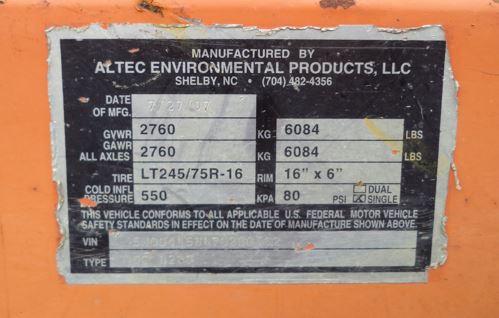 MANUFACTURED BY
ALTEC ENVIRONMENTAL PRODUCTS, LLC
SHELBY, NC • (704) 482-4356
DATE OF MFG.
GVWR 2760 KG 6084 LBS
GAWR ALL AXLES 2760 KG 6084 LBS
TIRE LT245/75R-16 RIM 16" x 6"
COLD INFL PRESSURE 550 KPA 80 PSI DUAL SINGLE
THIS VEHICLE CONFORMS TO ALL APPLICABLE U.S. FEDERAL MOTOR VEHICLE
SAFETY STANDARDS IN EFFECT ON THE DATE OF MANUFACTURE SHOWN ABOVE.
VIN
TYPE